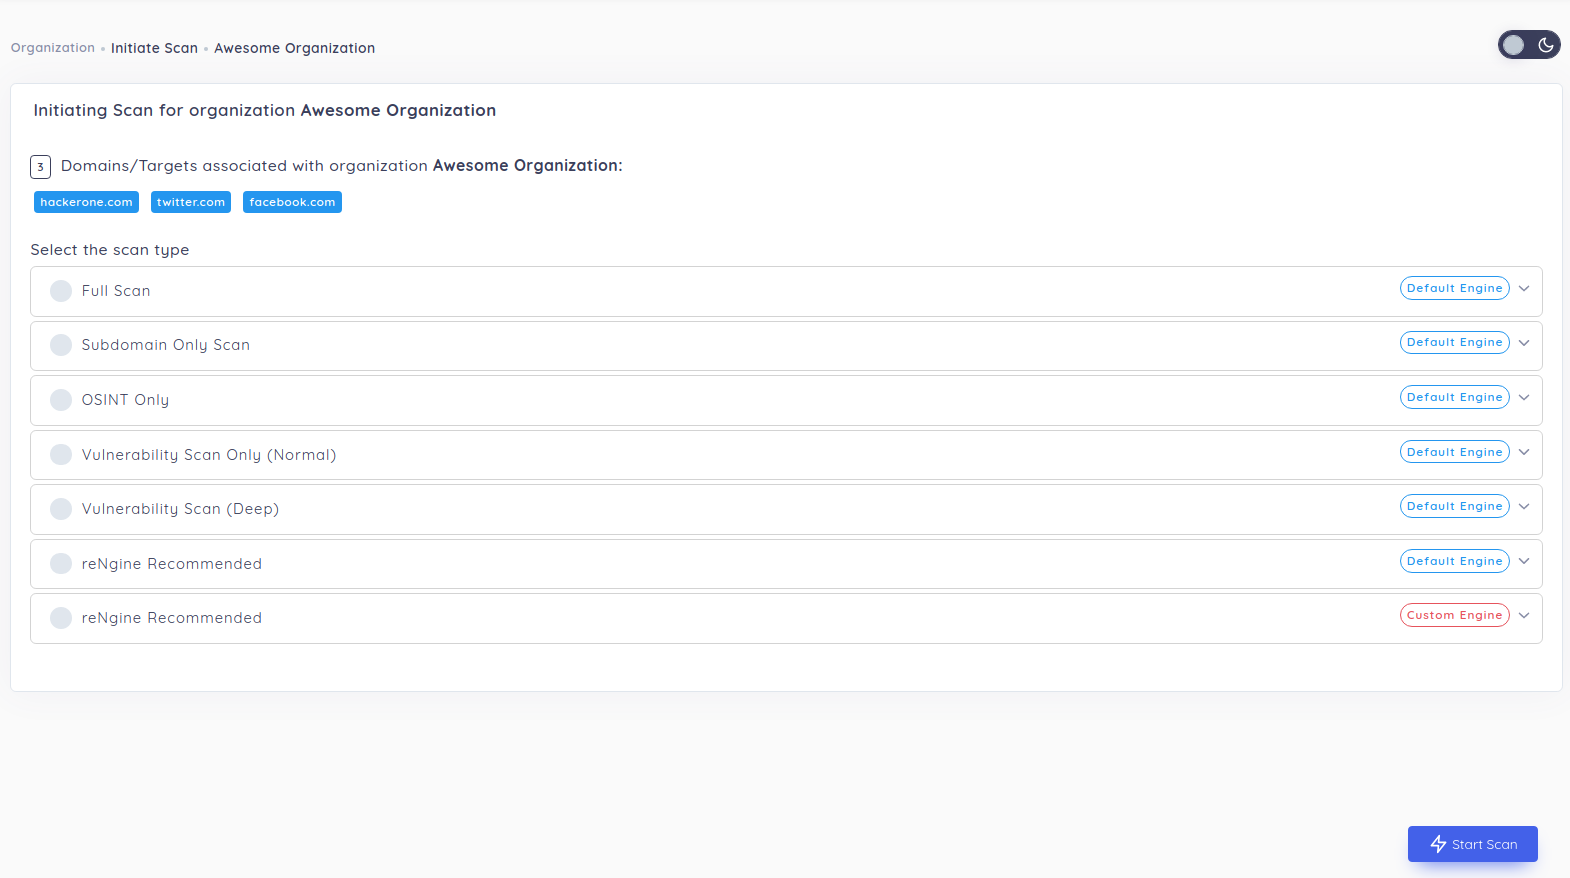 Organization • Initiate Scan • Awesome Organization
Initiating Scan for organization Awesome Organization
3 Domains/Targets associated with organization Awesome Organization:
hackerone.com twitter.com facebook.com
Select the scan type
Full Scan Default Engine
Subdomain Only Scan Default Engine
OSINT Only Default Engine
Vulnerability Scan Only (Normal) Default Engine
Vulnerability Scan (Deep) Default Engine
reNgine Recommended Default Engine
reNgine Recommended Custom Engine
Start Scan